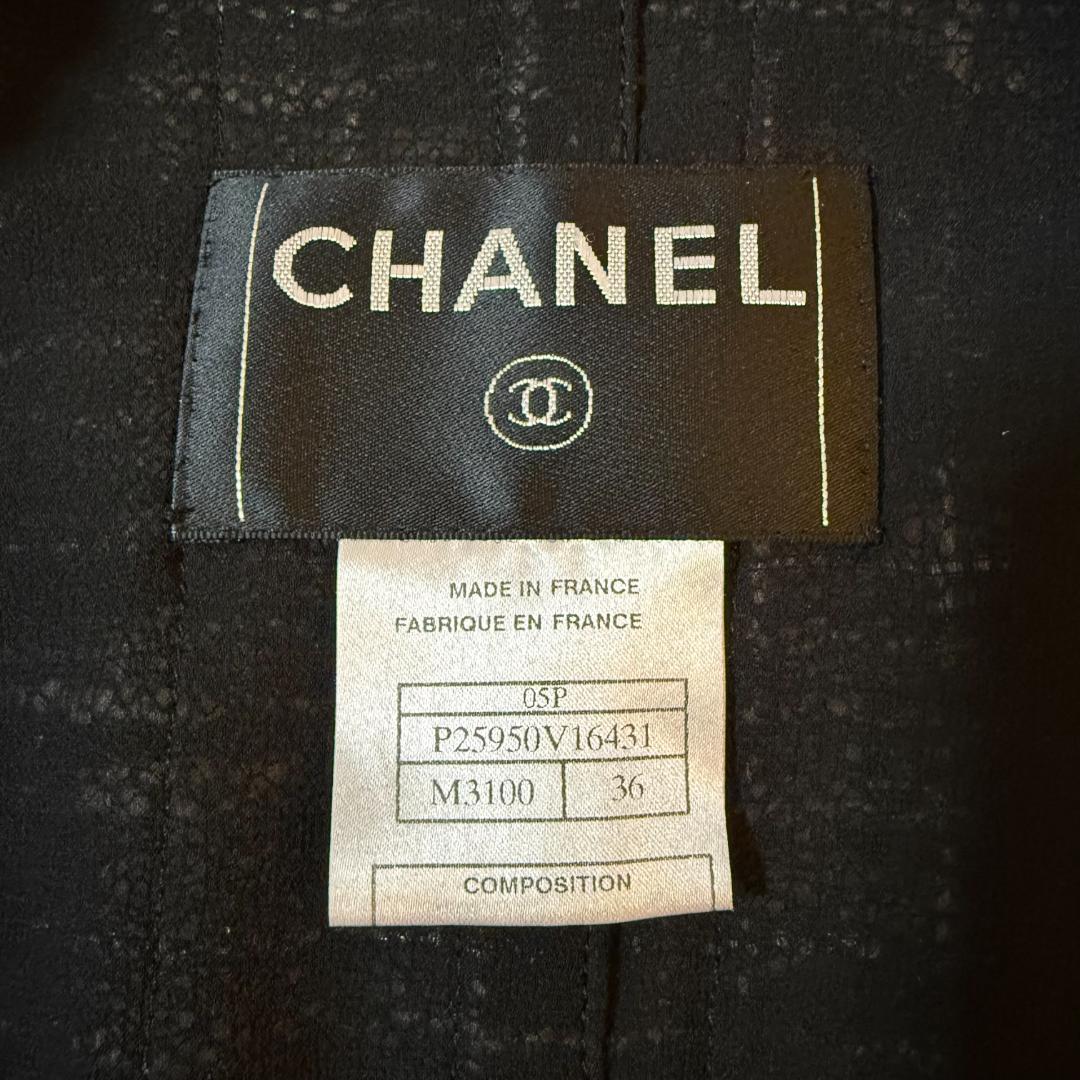 CHANEL
MADE IN FRANCE
FABRIQUE EN FRANCE
05P
P25950V16431
M3100 36
COMPOSITION